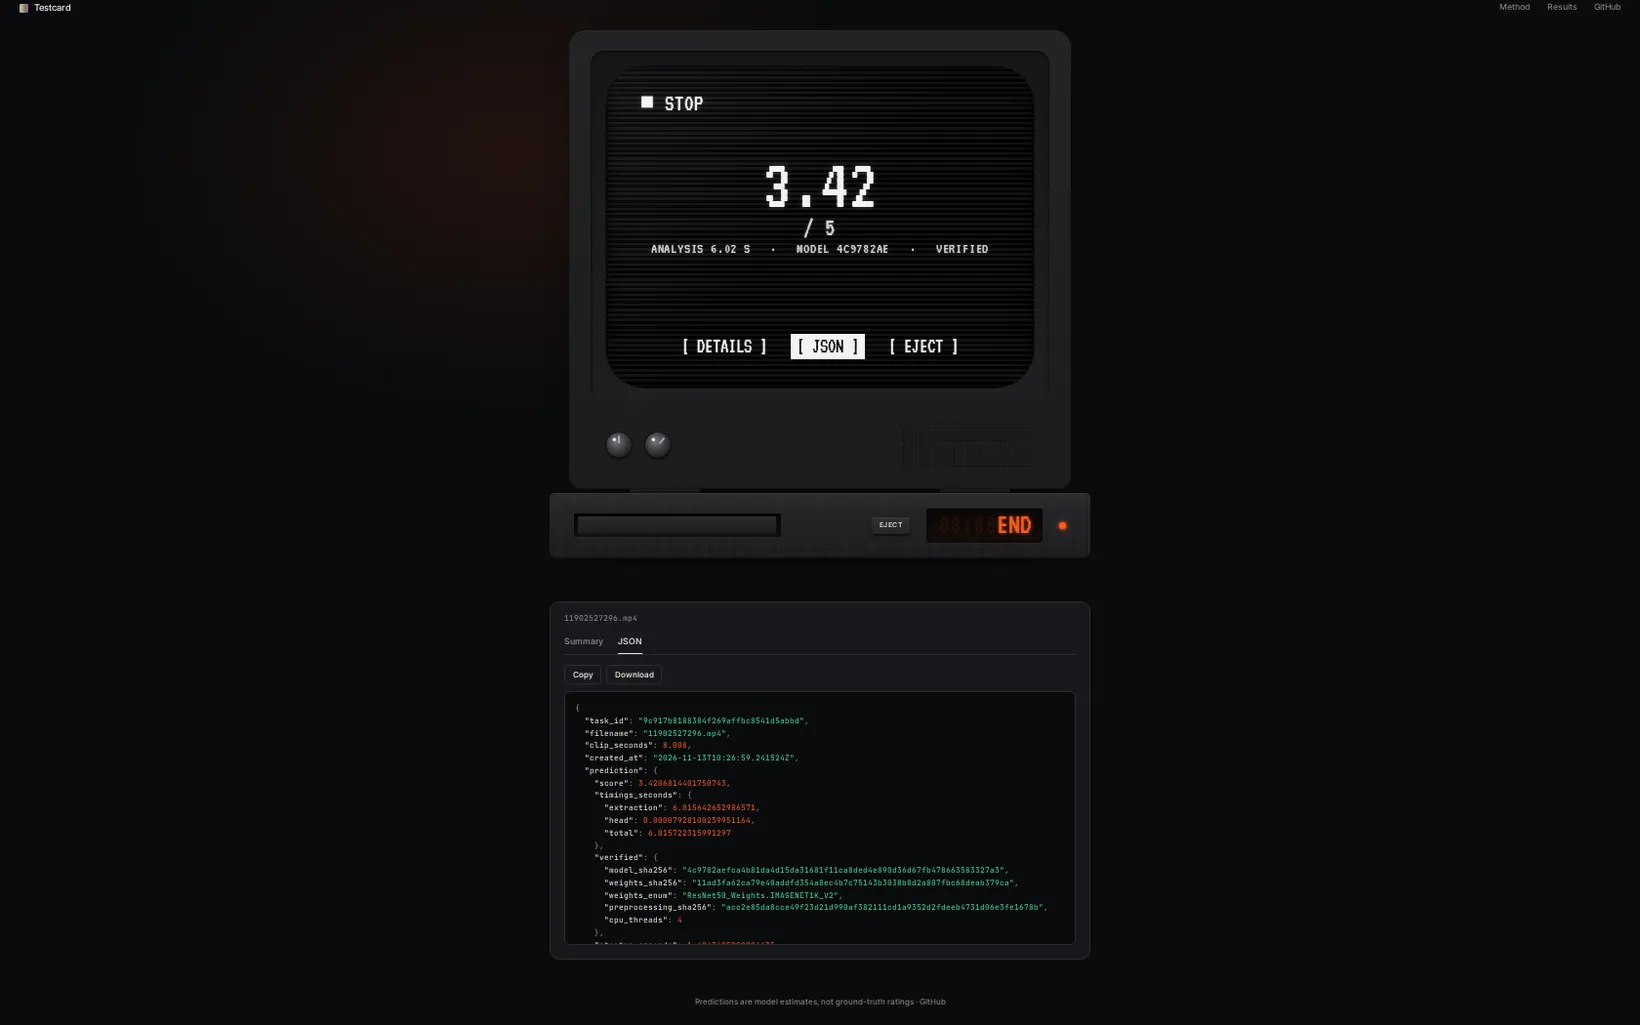 Testcard
Method Results GitHub
STOP
3.42
/ 5
ANALYSIS 6.02 S · MODEL 4C9782AE · VERIFIED
[ DETAILS ] [ JSON ] [ EJECT ]
EJECT END
11902527296.mp4
Summary JSON
Copy Download
{
"task_id": "9c917b8188384f269affbc8541d5abbd",
"filename": "11902527296.mp4",
"clip_seconds": 8.008,
"created_at": "2026-11-13T10:26:59.241524Z",
"prediction": {
"score": 3.4206814401750743,
"timings_seconds": {
"extraction": 6.015642652986571,
"head": 0.00007928100239951164,
"total": 6.015722315991297
},
"verified": {
"model_sha256": "4c9782aefca4b81da4d15da31681f11ca8ded4e890d36d67fb478663583327a3",
"weights_sha256": "11ad3fa62ca79e40addfd354a8ec4b7c75143b3038b8d2a807fbc68deab379ca",
"weights_enum": "ResNet50_Weights.IMAGENET1K_V2",
"preprocessing_sha256": "acc2e85da8cce49f23d21d990af382111cd1a9352d2fdeeb4731d06e3fe1678b",
"cpu_threads": 4
},
Predictions are model estimates, not ground-truth ratings · GitHub